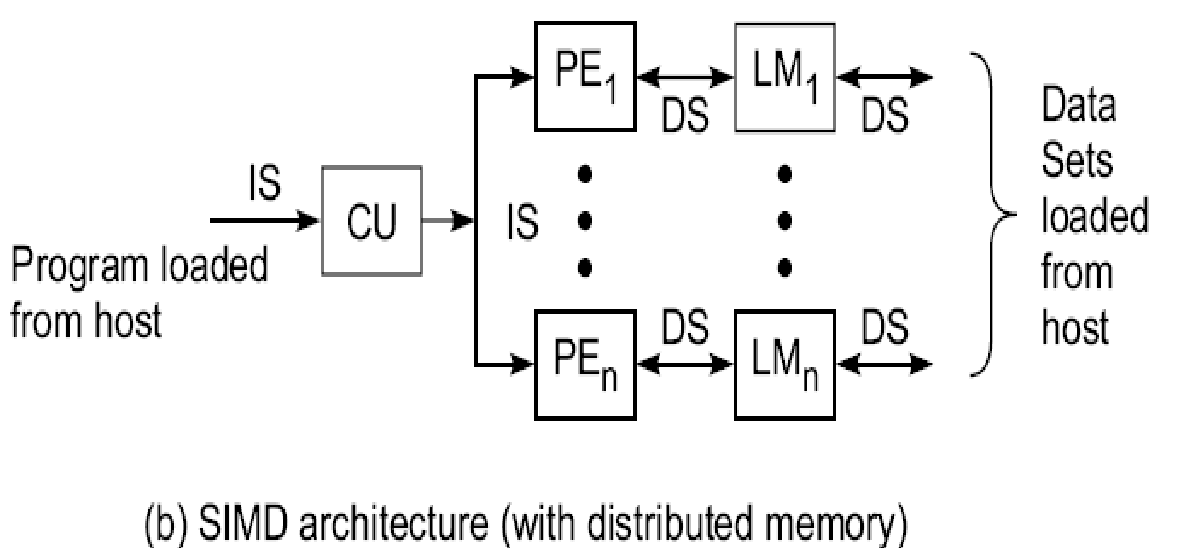 PE1
DS
LM1
DS
Data
Sets
loaded
from
host
IS
CU
IS
Program loaded
from host
PEn
DS
LMn
DS
(b) SIMD architecture (with distributed memory)